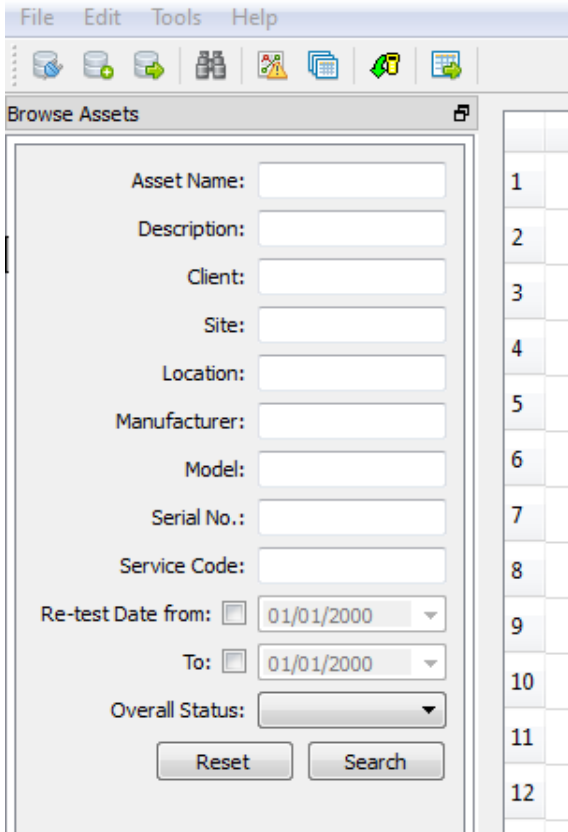 File Edit Tools Help
Browse Assets
Asset Name:
Description:
Client:
Site:
Location:
Manufacturer:
Model:
Serial No.:
Service Code:
Re-test Date from: 01/01/2000
To: 01/01/2000
Overall Status:
Reset Search
1
2
3
4
5
6
7
8
9
10
11
12